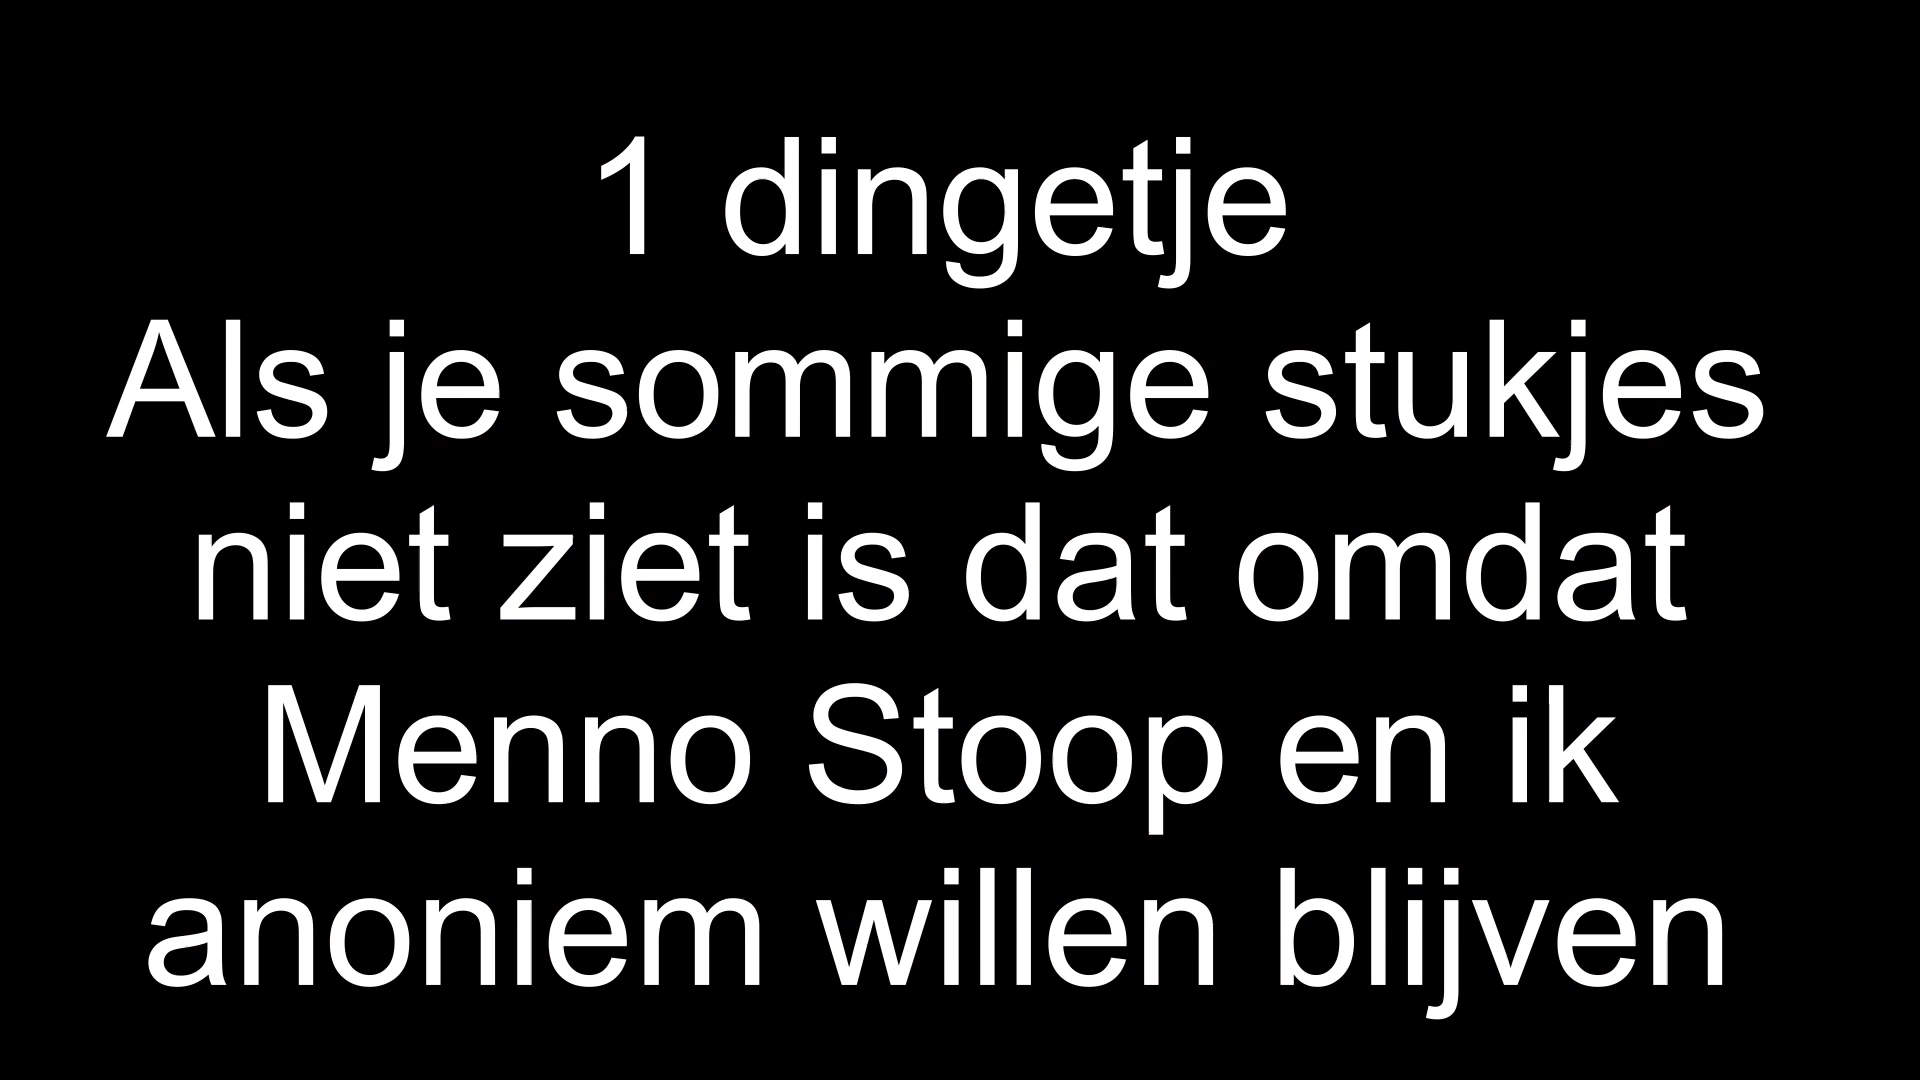 1 dingetje
Als je sommige stukjes
niet ziet is dat omdat
Menno Stoop en ik
anoniem willen blijven